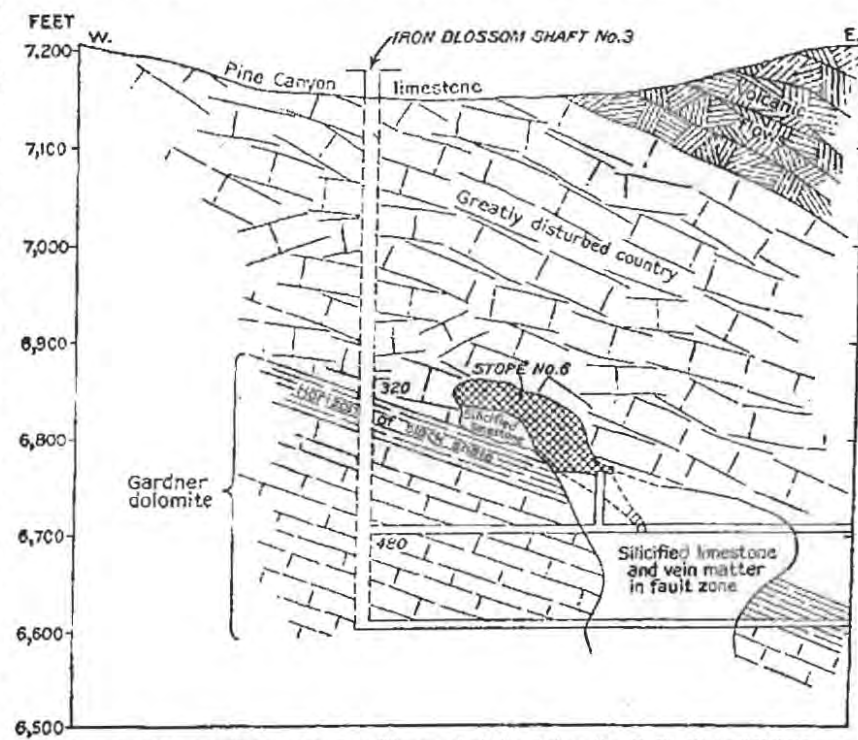 FEET
W.
IRON BLOSSOM SHAFT No.3
E.
7,200
Pine Canyon limestone
Volcanic
7,100
Greatly disturbed
country
7,000
6,900
STOPE No.6
320
Silicified
limestone
Horizon of black shale
6,800
Gardner
dolomite
6,700
480
Silicified limestone
and vein matter
in fault zone
6,600
6,500